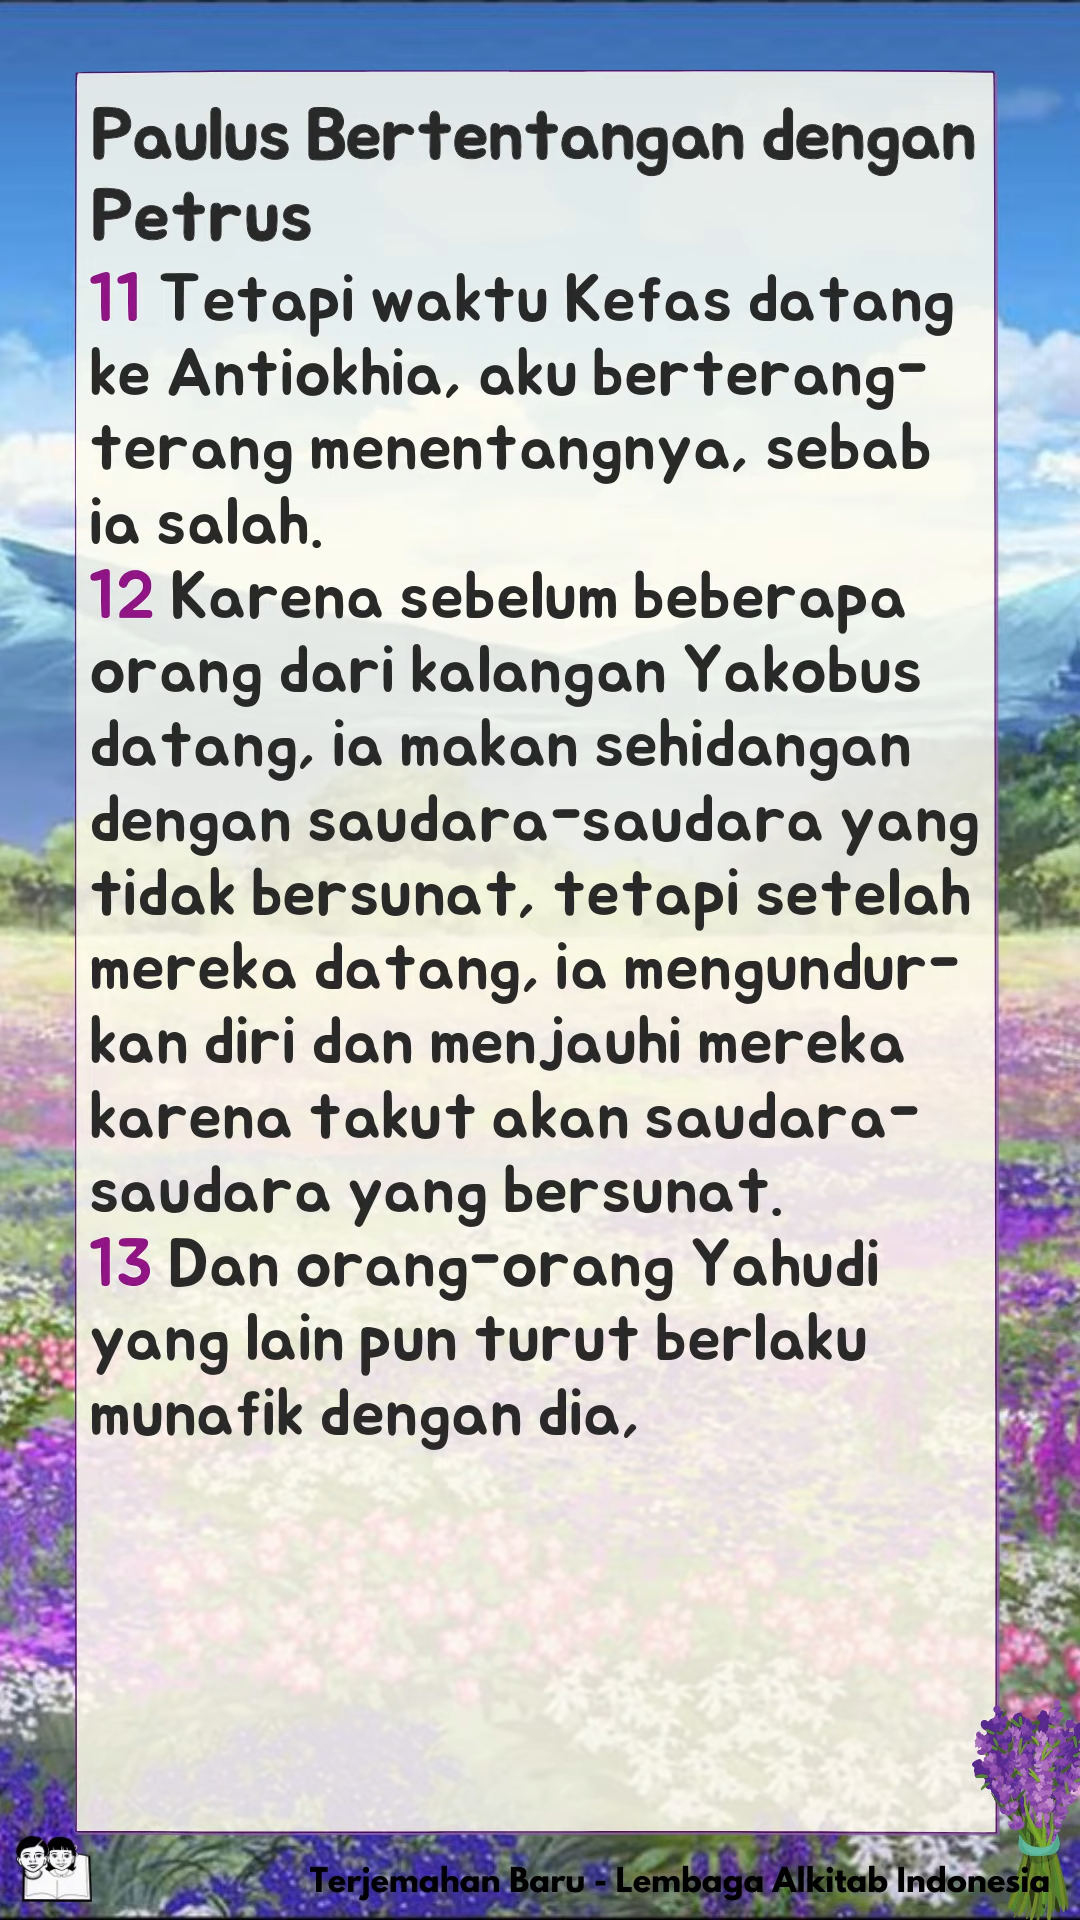 Paulus Bertentangan dengan
Petrus
11 Tetapi waktu Kefas datang
ke Antiokhia, aku berterang-
terang menentangnya, sebab
ia salah.
12 Karena sebelum beberapa
orang dari kalangan Yakobus
datang, ia makan sehidangan
dengan saudara-saudara yang
tidak bersunat, tetapi setelah
mereka datang, ia mengundur-
kan diri dan menjauhi mereka
karena takut akan saudara-
saudara yang bersunat.
13 Dan orang-orang Yahudi
yang lain pun turut berlaku
munafik dengan dia,
Terjemahan Baru - Lembaga Alkitab Indonesia